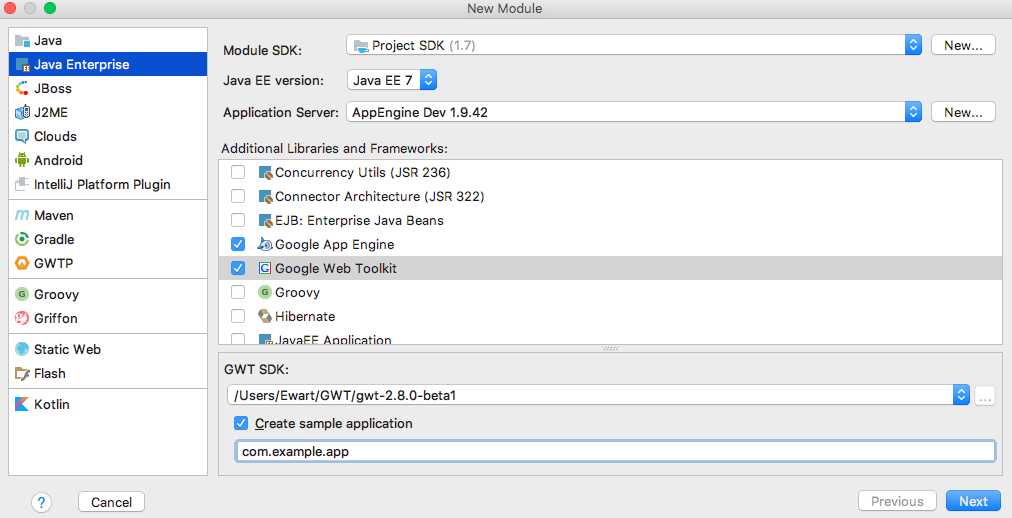 New Module
Java
Java Enterprise
JBoss
J2ME
Clouds
Android
IntelliJ Platform Plugin
Maven
Gradle
GWTP
Groovy
Griffon
Static Web
Flash
Kotlin
Module SDK: Project SDK (1.7) New...
Java EE version: Java EE 7
Application Server: AppEngine Dev 1.9.42 New...
Additional Libraries and Frameworks:
Concurrency Utils (JSR 236)
Connector Architecture (JSR 322)
EJB: Enterprise Java Beans
Google App Engine
Google Web Toolkit
Groovy
Hibernate
JavaEE Application
GWT SDK:
/Users/Ewart/GWT/gwt-2.8.0-beta1 ...
Create sample application
com.example.app
? Cancel Previous Next